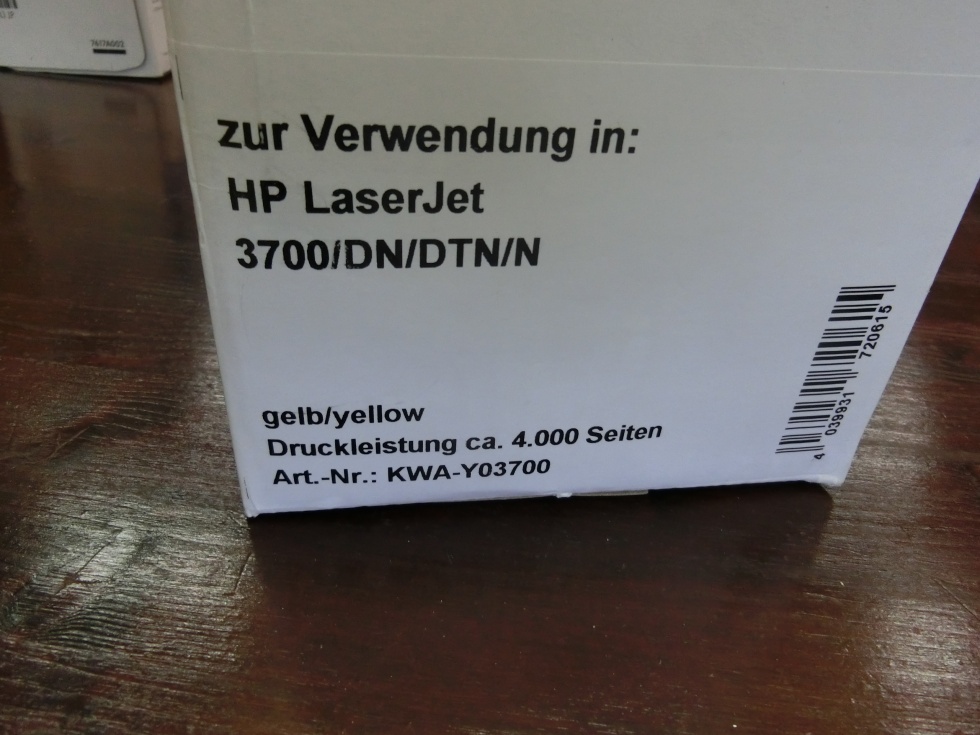 zur Verwendung in:
HP LaserJet
3700/DN/DTN/N
gelb/yellow
Druckleistung ca. 4.000 Seiten
Art.-Nr.: KWA-Y03700
4 039931 720615